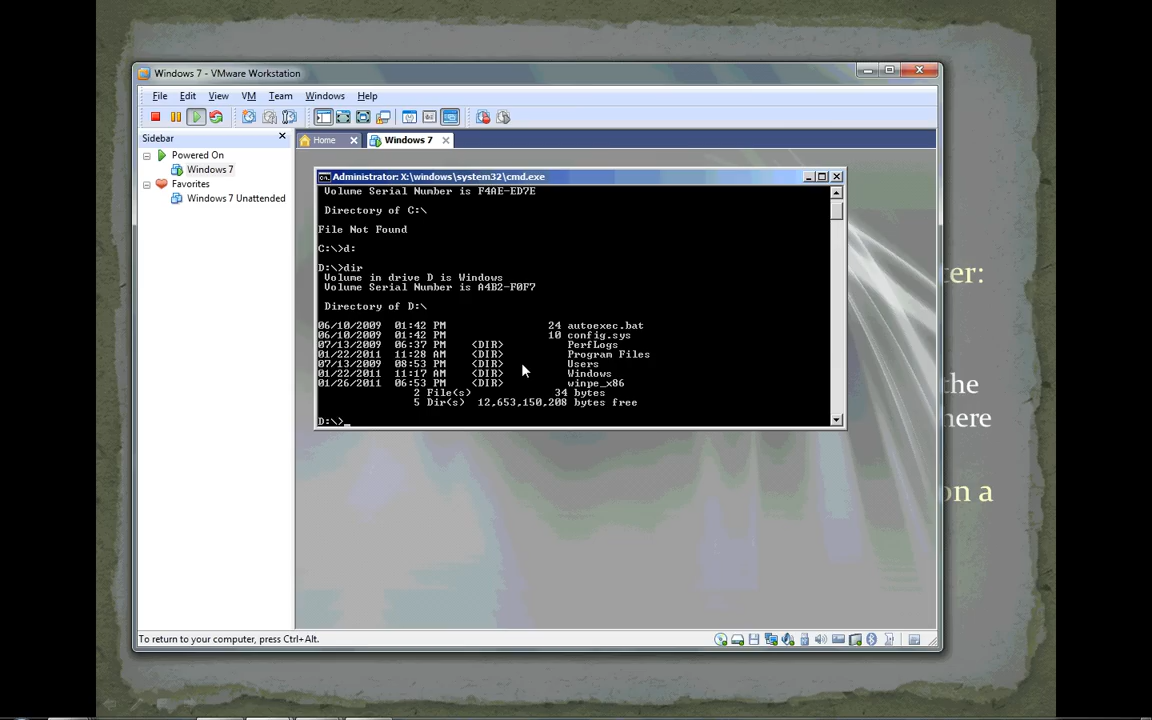 Windows 7 - VMware Workstation
File Edit View VM Team Windows Help
Sidebar
Home
Windows 7
Powered On
Windows 7
Favorites
Windows 7 Unattended
Administrator: X:\windows\system32\cmd.exe
Volume Serial Number is F4AE-ED7E
Directory of C:\
File Not Found
C:\>d:
D:\>dir
Volume in drive D is Windows
Volume Serial Number is A4B2-F0F7
Directory of D:\
06/10/2009 01:42 PM 24 autoexec.bat
06/10/2009 01:42 PM 10 config.sys
07/13/2009 06:37 PM <DIR> PerfLogs
01/22/2011 11:28 AM <DIR> Program Files
07/13/2009 08:53 PM <DIR> Users
01/22/2011 11:17 AM <DIR> Windows
01/26/2011 06:53 PM <DIR> winpe_x86
2 File(s) 34 bytes
5 Dir(s) 12,653,150,208 bytes free
D:\>_
ter:
the
here
on a
To return to your computer, press Ctrl+Alt.